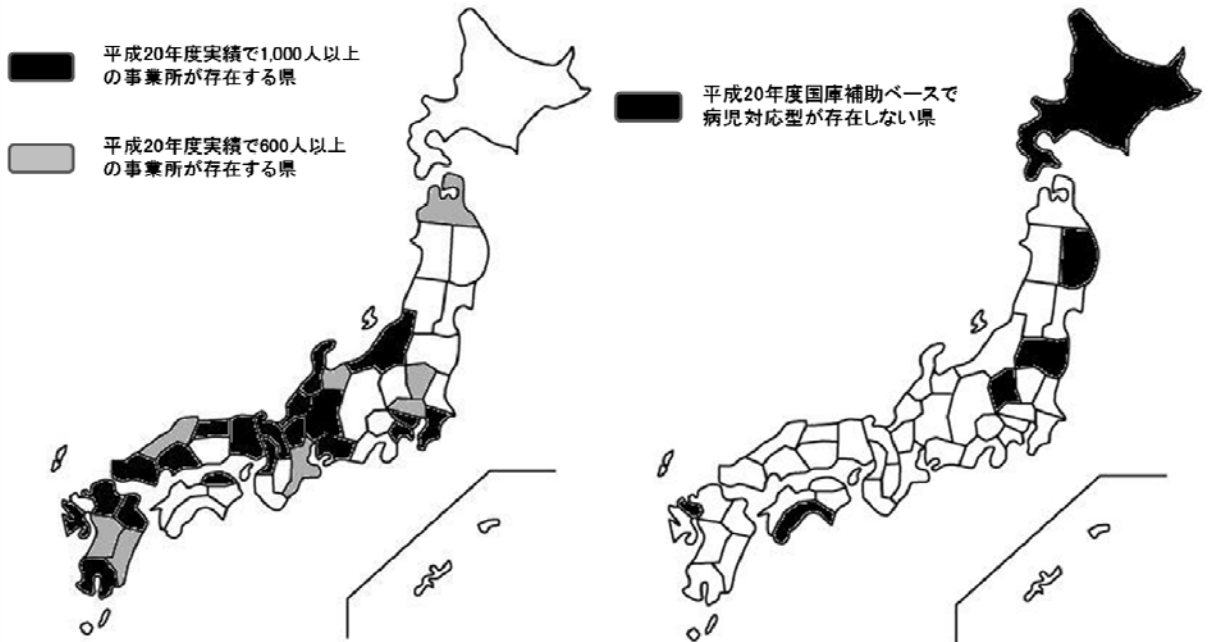 平成20年度実績で1,000人以上
の事業所が存在する県
平成20年度実績で600人以上
の事業所が存在する県
平成20年度国庫補助ベースで
病児対応型が存在しない県